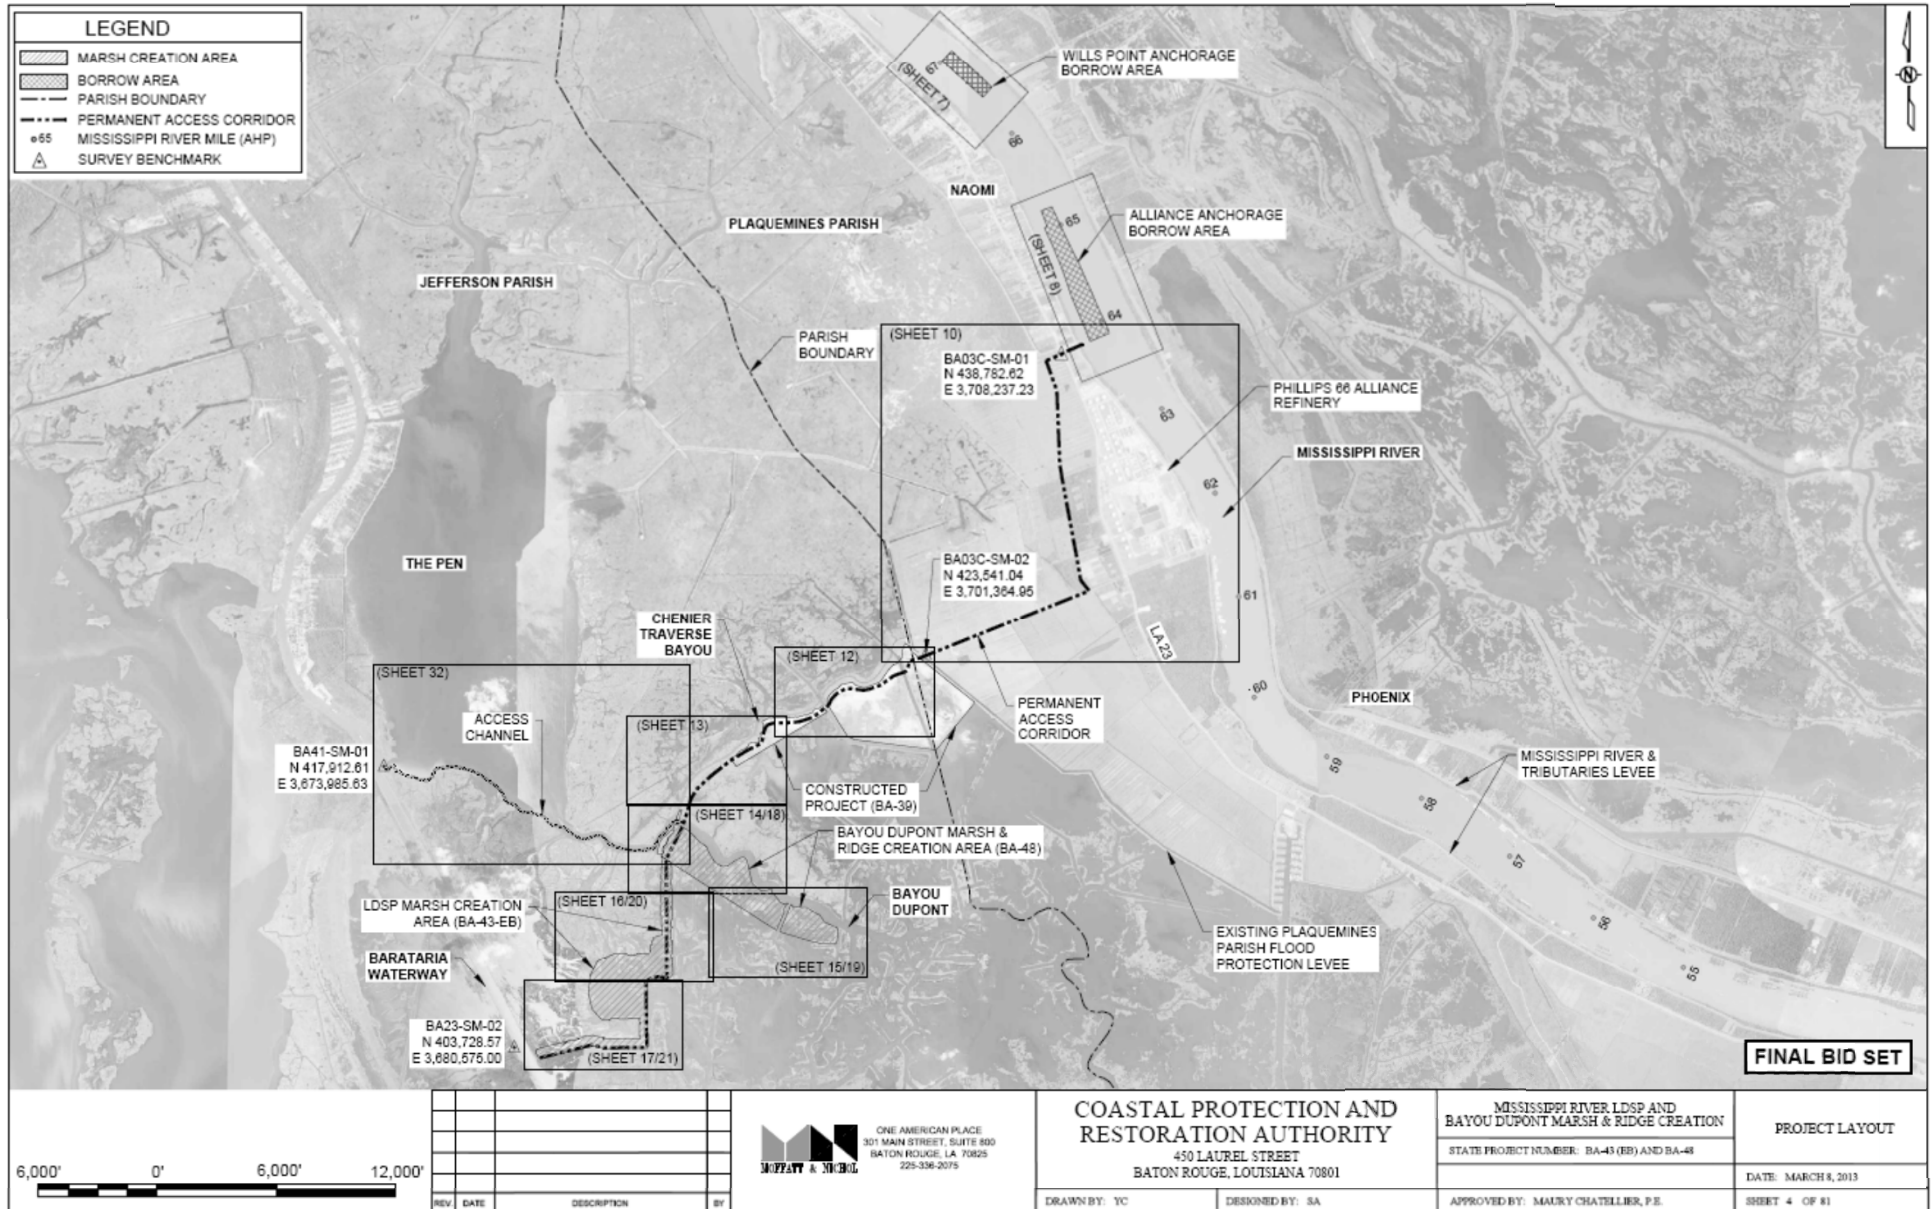 LEGEND
MARSH CREATION AREA
BORROW AREA
PARISH BOUNDARY
PERMANENT ACCESS CORRIDOR
65 MISSISSIPPI RIVER MILE (AHP)
SURVEY BENCHMARK
N
67
(SHEET 7)
WILLS POINT ANCHORAGE
BORROW AREA
66
NAOMI
PLAQUEMINES PARISH
65
(SHEET 8)
ALLIANCE ANCHORAGE
BORROW AREA
64
JEFFERSON PARISH
PARISH
BOUNDARY
(SHEET 10)
BA03C-SM-01
N 438,782.62
E 3,708,237.23
PHILLIPS 66 ALLIANCE
REFINERY
63
MISSISSIPPI RIVER
62
THE PEN
BA03C-SM-02
N 423,541.04
E 3,701,364.95
61
CHENIER
TRAVERSE
BAYOU
LA 23
(SHEET 12)
(SHEET 32)
60
PHOENIX
PERMANENT
ACCESS
CORRIDOR
ACCESS
CHANNEL
(SHEET 13)
BA41-SM-01
N 417,912.61
E 3,673,985.63
59
MISSISSIPPI RIVER &
TRIBUTARIES LEVEE
CONSTRUCTED
PROJECT (BA-39)
58
(SHEET 14/18)
BAYOU DUPONT MARSH &
RIDGE CREATION AREA (BA-48)
57
LDSP MARSH CREATION
AREA (BA-43-EB)
(SHEET 16/20)
BAYOU
DUPONT
56
EXISTING PLAQUEMINES
PARISH FLOOD
PROTECTION LEVEE
BARATARIA
WATERWAY
(SHEET 15/19)
55
BA23-SM-02
N 403,728.57
E 3,680,575.00
(SHEET 17/21)
FINAL BID SET
6,000' 0' 6,000' 12,000'
REV DATE DESCRIPTION BY
MOFFATT & NICHOL
ONE AMERICAN PLACE
301 MAIN STREET, SUITE 800
BATON ROUGE, LA 70825
225-336-2075
COASTAL PROTECTION AND
RESTORATION AUTHORITY
450 LAUREL STREET
BATON ROUGE, LOUISIANA 70801
DRAWN BY: YC
DESIGNED BY: SA
MISSISSIPPI RIVER LDSP AND
BAYOU DUPONT MARSH & RIDGE CREATION
STATE PROJECT NUMBER: BA-43 (EB) AND BA-48
APPROVED BY: MAURY CHATELLIER, P.E.
PROJECT LAYOUT
DATE: MARCH 8, 2013
SHEET 4 OF 81